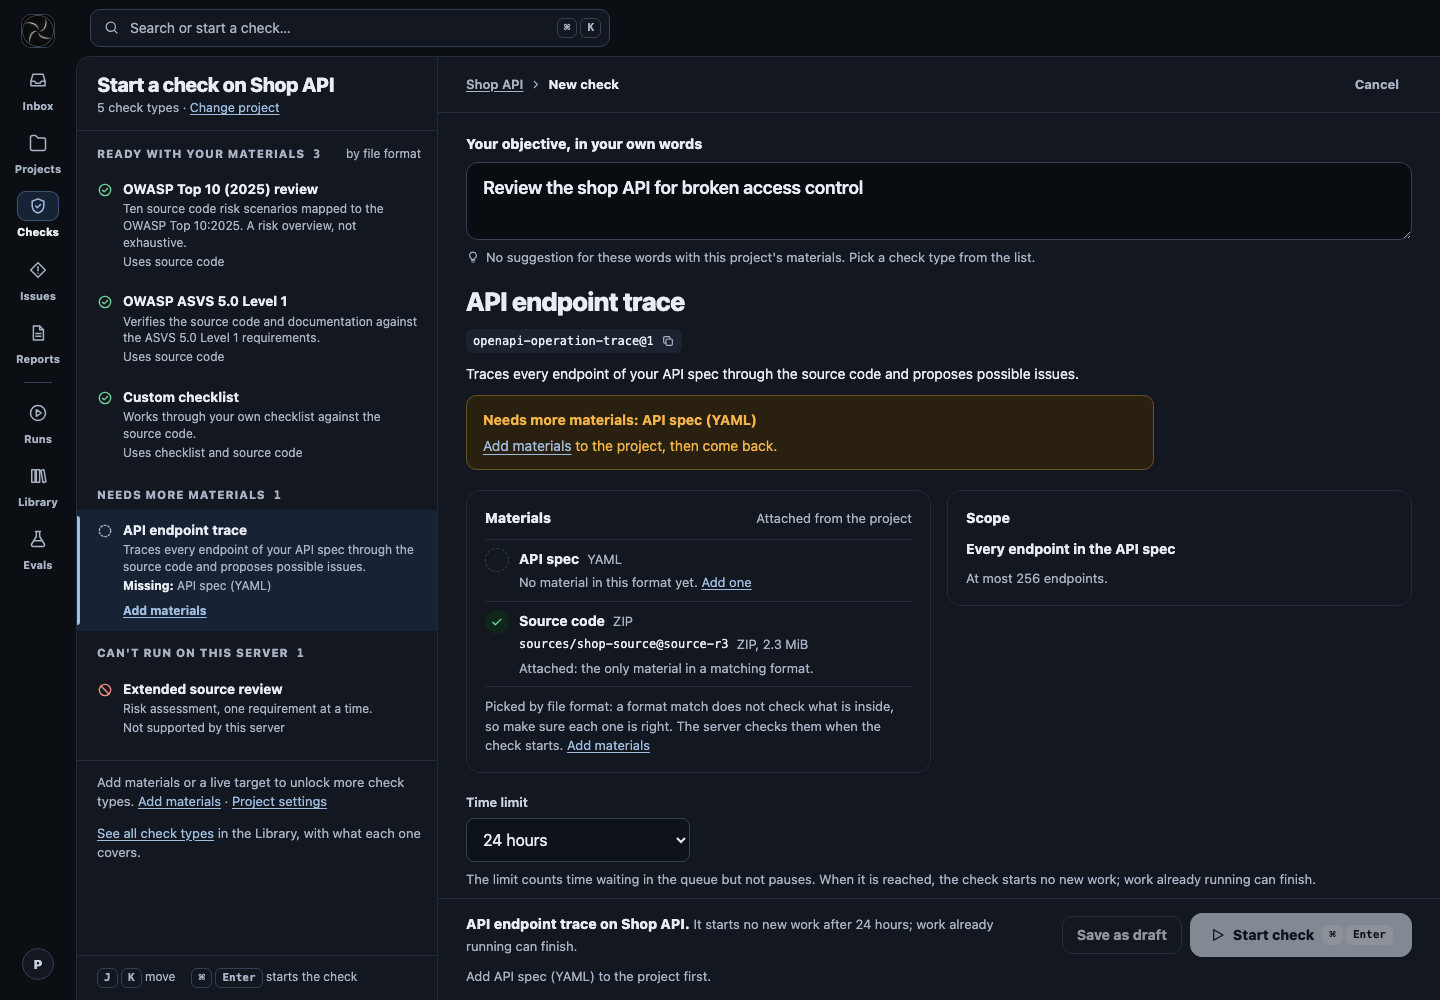 Search or start a check...
⌘ K
Inbox
Projects
Checks
Issues
Reports
Runs
Library
Evals
P
Start a check on Shop API
5 check types · Change project
READY WITH YOUR MATERIALS 3 by file format
OWASP Top 10 (2025) review
Ten source code risk scenarios mapped to the
OWASP Top 10:2025. A risk overview, not
exhaustive.
Uses source code
OWASP ASVS 5.0 Level 1
Verifies the source code and documentation against
the ASVS 5.0 Level 1 requirements.
Uses source code
Custom checklist
Works through your own checklist against the
source code.
Uses checklist and source code
NEEDS MORE MATERIALS 1
API endpoint trace
Traces every endpoint of your API spec through the
source code and proposes possible issues.
Missing: API spec (YAML)
Add materials
CAN'T RUN ON THIS SERVER 1
Extended source review
Risk assessment, one requirement at a time.
Not supported by this server
Add materials or a live target to unlock more check
types. Add materials · Project settings
See all check types in the Library, with what each one
covers.
J K move ⌘ Enter starts the check
Shop API > New check
Cancel
Your objective, in your own words
Review the shop API for broken access control
No suggestion for these words with this project's materials. Pick a check type from the list.
API endpoint trace
openapi-operation-trace@1
Traces every endpoint of your API spec through the source code and proposes possible issues.
Needs more materials: API spec (YAML)
Add materials to the project, then come back.
Materials Attached from the project
API spec YAML
No material in this format yet. Add one
Source code ZIP
sources/shop-source@source-r3 ZIP, 2.3 MiB
Attached: the only material in a matching format.
Picked by file format: a format match does not check what is inside,
so make sure each one is right. The server checks them when the
check starts. Add materials
Scope
Every endpoint in the API spec
At most 256 endpoints.
Time limit
24 hours
The limit counts time waiting in the queue but not pauses. When it is reached, the check starts no new work; work already running can finish.
API endpoint trace on Shop API. It starts no new work after 24 hours; work already
running can finish.
Add API spec (YAML) to the project first.
Save as draft
Start check ⌘ Enter